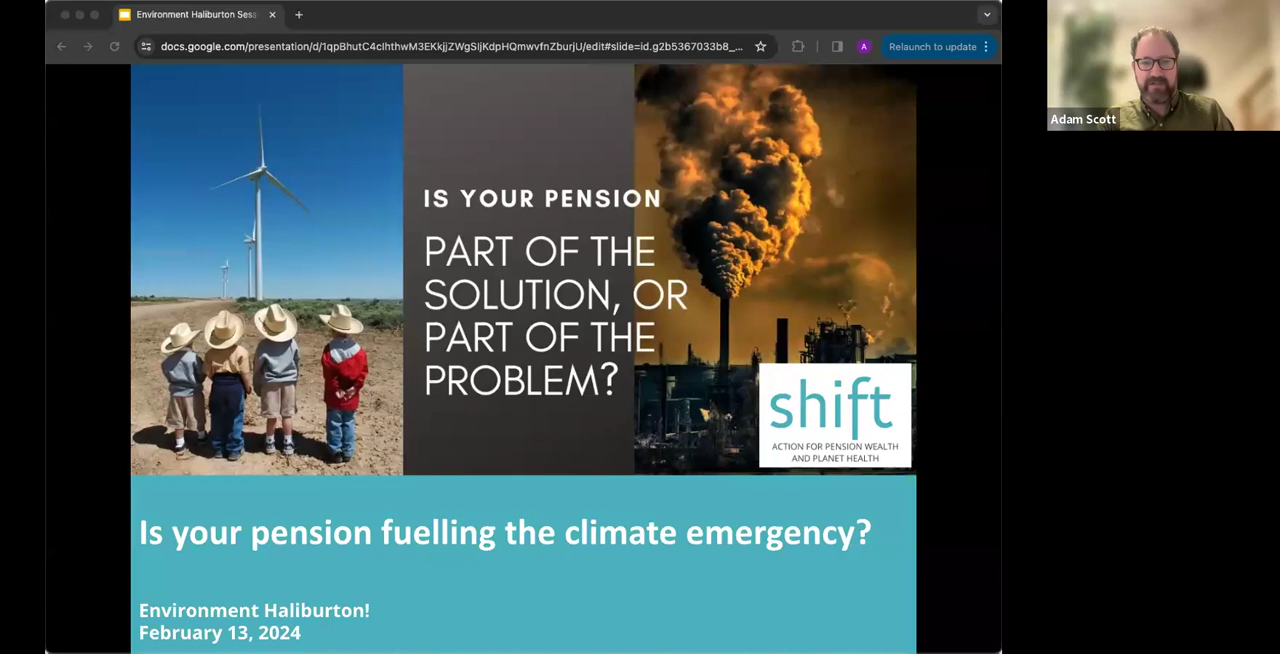 Environment Haliburton Sess
docs.google.com/presentation/d/1qpBhutC4clhthwM3EKkjjZWgSljKdpHQmwvfnZburjU/edit#slide=id.g2b5367033b8_...
A
Relaunch to update
Adam Scott
IS YOUR PENSION
PART OF THE
SOLUTION, OR
PART OF THE
PROBLEM?
shift
ACTION FOR PENSION WEALTH
AND PLANET HEALTH
Is your pension fuelling the climate emergency?
Environment Haliburton!
February 13, 2024